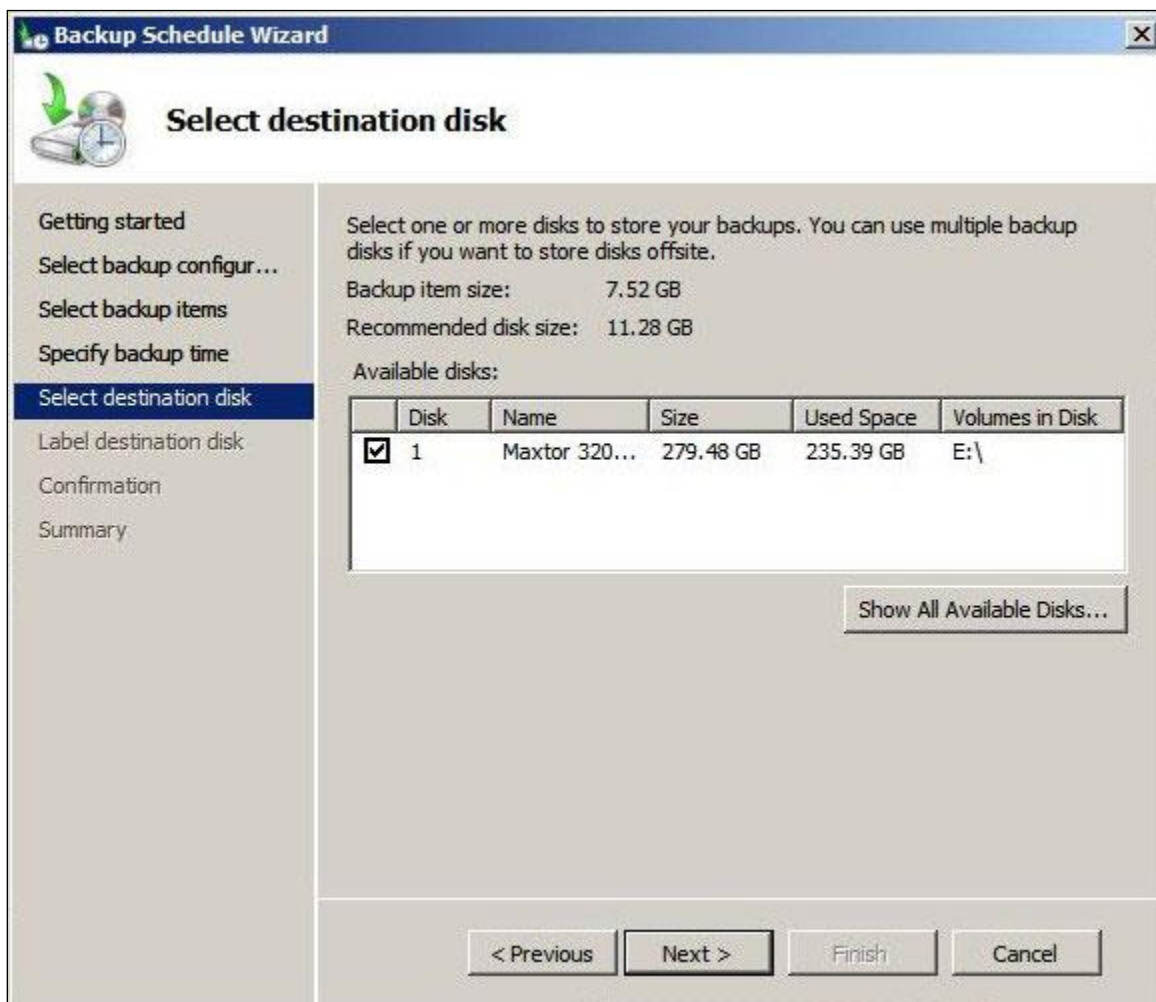 Backup Schedule Wizard
Select destination disk
Getting started
Select backup configur...
Select backup items
Specify backup time
Select destination disk
Label destination disk
Confirmation
Summary
Select one or more disks to store your backups. You can use multiple backup
disks if you want to store disks offsite.
Backup item size: 7.52 GB
Recommended disk size: 11.28 GB
Available disks:
Disk Name Size Used Space Volumes in Disk
1 Maxtor 320... 279.48 GB 235.39 GB E:\
Show All Available Disks...
< Previous Next > Finish Cancel